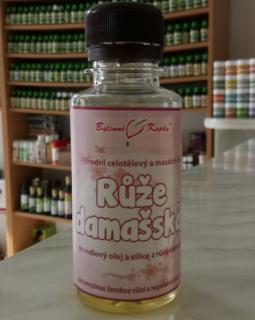 Bylinné Kapky
Přírodní celotělový a masážní
Růže
damašská
mandlový olej a silice z růže